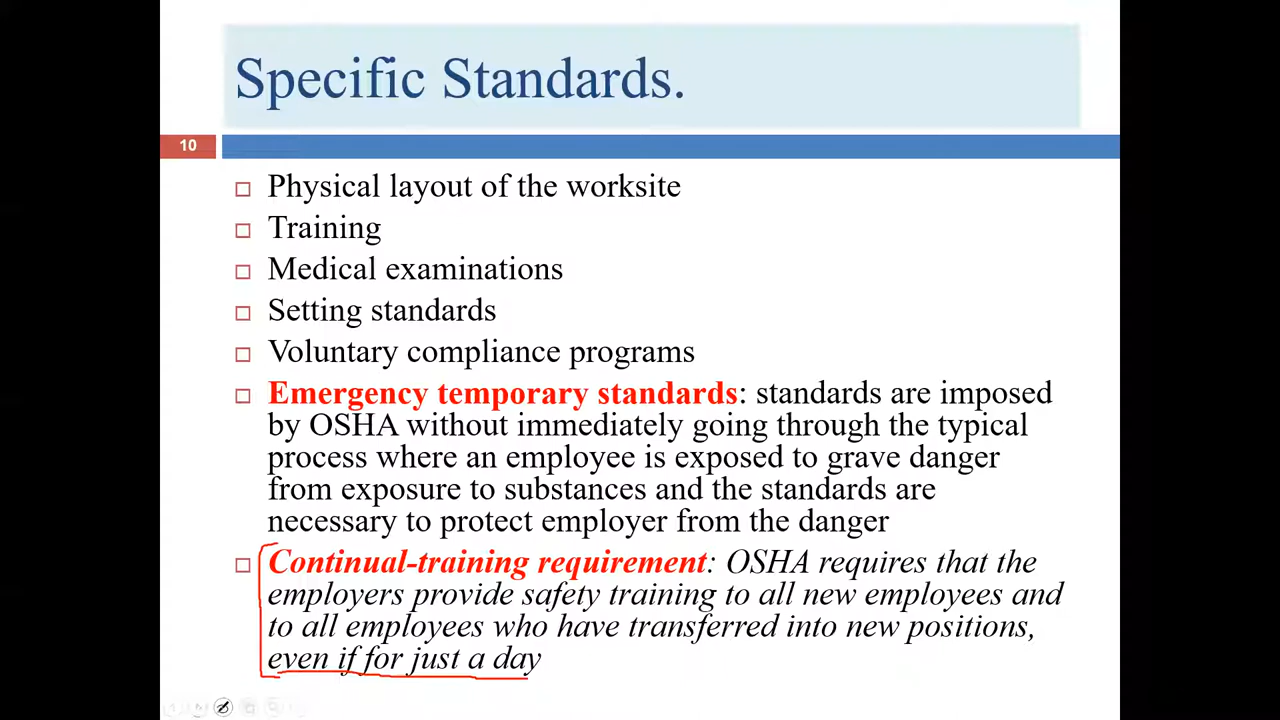 Specific Standards.
10
Physical layout of the worksite
Training
Medical examinations
Setting standards
Voluntary compliance programs
Emergency temporary standards: standards are imposed
by OSHA without immediately going through the typical
process where an employee is exposed to grave danger
from exposure to substances and the standards are
necessary to protect employer from the danger
Continual-training requirement: OSHA requires that the
employers provide safety training to all new employees and
to all employees who have transferred into new positions,
even if for just a day